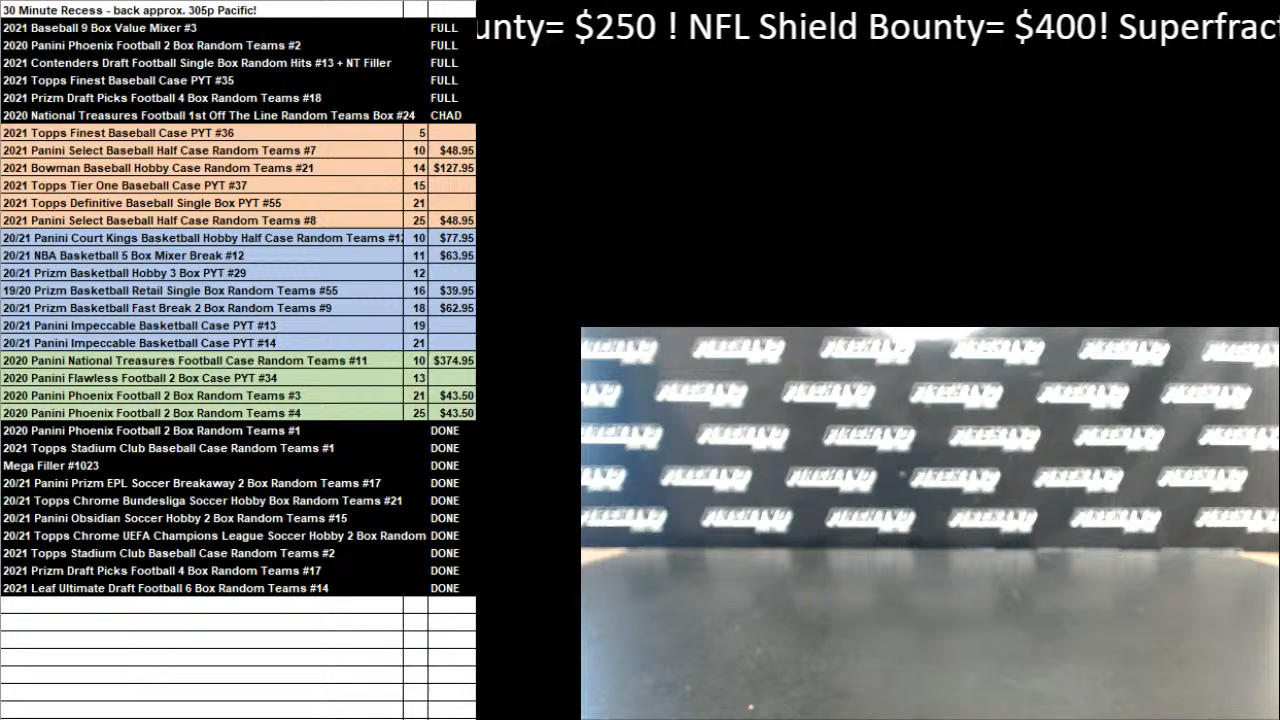 30 Minute Recess - back approx. 305p Pacific!
2021 Baseball 9 Box Value Mixer #3 FULL
2020 Panini Phoenix Football 2 Box Random Teams #2 FULL
2021 Contenders Draft Football Single Box Random Hits #13 + NT Filler FULL
2021 Topps Finest Baseball Case PYT #35 FULL
2021 Prizm Draft Picks Football 4 Box Random Teams #18 FULL
2020 National Treasures Football 1st Off The Line Random Teams Box #24 CHAD
2021 Topps Finest Baseball Case PYT #36 5
2021 Panini Select Baseball Half Case Random Teams #7 10 $48.95
2021 Bowman Baseball Hobby Case Random Teams #21 14 $127.95
2021 Topps Tier One Baseball Case PYT #37 15
2021 Topps Definitive Baseball Single Box PYT #55 21
2021 Panini Select Baseball Half Case Random Teams #8 25 $48.95
20/21 Panini Court Kings Basketball Hobby Half Case Random Teams 10 $77.95
20/21 NBA Basketball 5 Box Mixer Break #12 11 $63.95
20/21 Prizm Basketball Hobby 3 Box PYT #29 12
19/20 Prizm Basketball Retail Single Box Random Teams #55 16 $39.95
20/21 Prizm Basketball Fast Break 2 Box Random Teams #9 18 $62.95
20/21 Panini Impeccable Basketball Case PYT #13 19
20/21 Panini Impeccable Basketball Case PYT #14 21
2020 Panini National Treasures Football Case Random Teams #11 10 $374.95
2020 Panini Flawless Football 2 Box Case PYT #34 13
2020 Panini Phoenix Football 2 Box Random Teams #3 21 $43.50
2020 Panini Phoenix Football 2 Box Random Teams #4 25 $43.50
2020 Panini Phoenix Football 2 Box Random Teams #1 DONE
2021 Topps Stadium Club Baseball Case Random Teams #1 DONE
Mega Filler #1023 DONE
20/21 Panini Prizm EPL Soccer Breakaway 2 Box Random Teams #17 DONE
20/21 Topps Chrome Bundesliga Soccer Hobby Box Random Teams #21 DONE
20/21 Panini Obsidian Soccer Hobby 2 Box Random Teams #15 DONE
20/21 Topps Chrome UEFA Champions League Soccer Hobby 2 Box Random DONE
2021 Topps Stadium Club Baseball Case Random Teams #2 DONE
2021 Prizm Draft Picks Football 4 Box Random Teams #17 DONE
2021 Leaf Ultimate Draft Football 6 Box Random Teams #14 DONE
unty= $250 ! NFL Shield Bounty= $400! Superfract